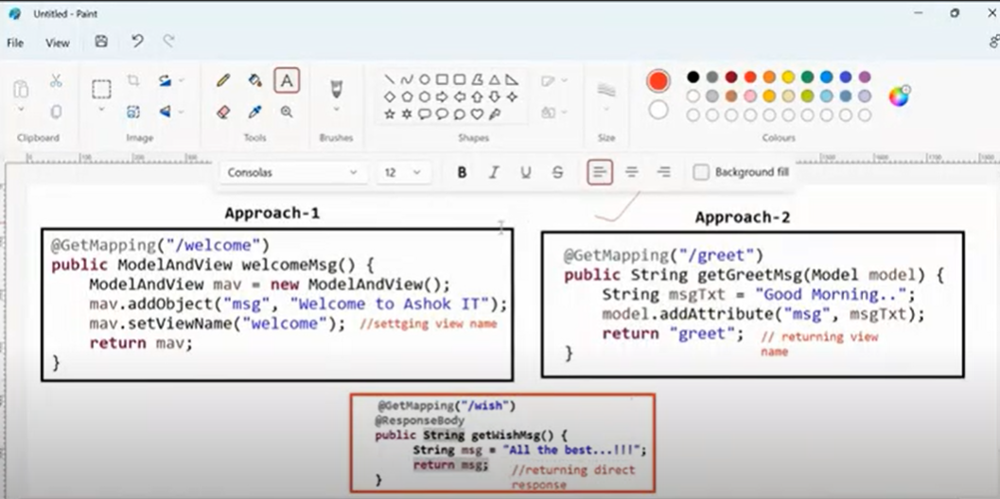 Untitled - Paint
File View
Clipboard Image Tools Brushes Shapes Size Colours
Consolas 12 B I U S Background fill
Approach-1
@GetMapping("/welcome")
public ModelAndView welcomeMsg() {
ModelAndView mav = new ModelAndView();
mav.addObject("msg", "Welcome to Ashok IT");
mav.setViewName("welcome"); //settging view name
return mav;
}
Approach-2
@GetMapping("/greet")
public String getGreetMsg(Model model) {
String msgTxt = "Good Morning..";
model.addAttribute("msg", msgTxt);
return "greet"; // returning view
name
}
@GetMapping("/wish")
@ResponseBody
public String getWishMsg() {
String msg = "All the best...!!!";
return msg; //returning direct
response
}